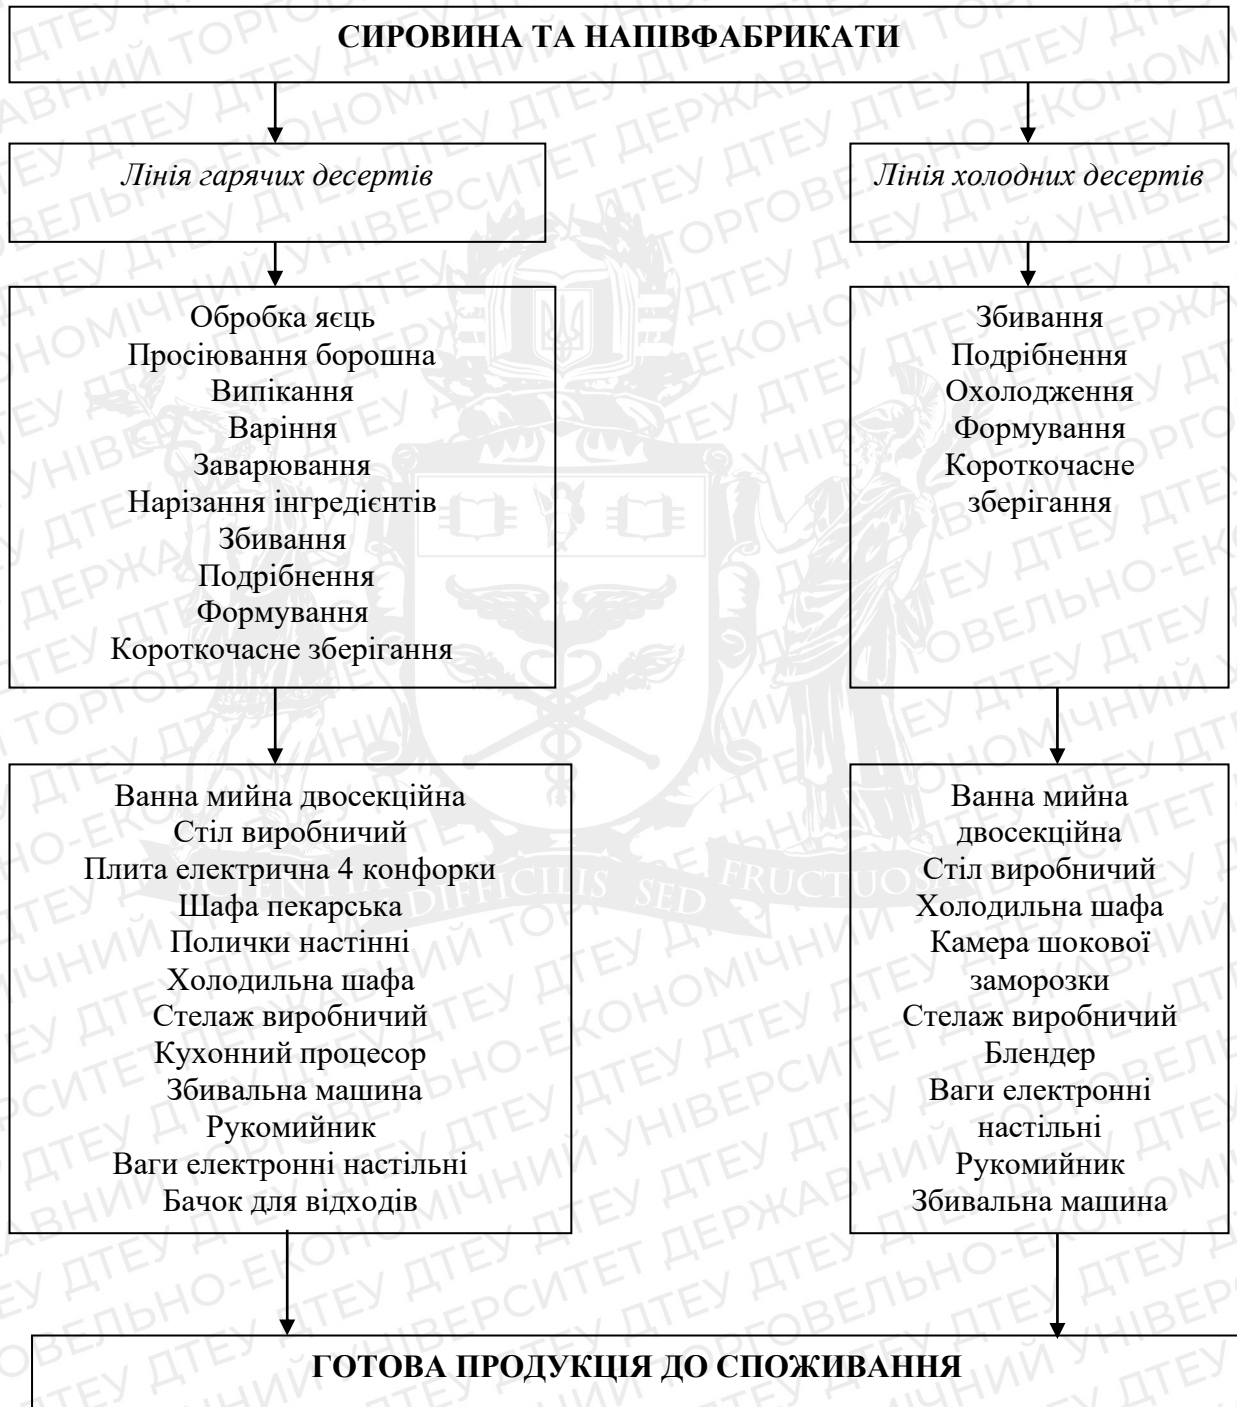 СИРОВИНА ТА НАПІВФАБРИКАТИ
Лінія гарячих десертів
Лінія холодних десертів
Обробка яєць
Просіювання борошна
Випікання
Варіння
Заварювання
Нарізання інгредієнтів
Збивання
Подрібнення
Формування
Короткочасне зберігання
Збивання
Подрібнення
Охолодження
Формування
Короткочасне
зберігання
Ванна мийна двосекційна
Стіл виробничий
Плита електрична 4 конфорки
Шафа пекарська
Полички настінні
Холодильна шафа
Стелаж виробничий
Кухонний процесор
Збивальна машина
Рукомийник
Ваги електронні настільні
Бачок для відходів
Ванна мийна
двосекційна
Стіл виробничий
Холодильна шафа
Камера шокової
заморозки
Стелаж виробничий
Блендер
Ваги електронні
настільні
Рукомийник
Збивальна машина
ГОТОВА ПРОДУКЦІЯ ДО СПОЖИВАННЯ